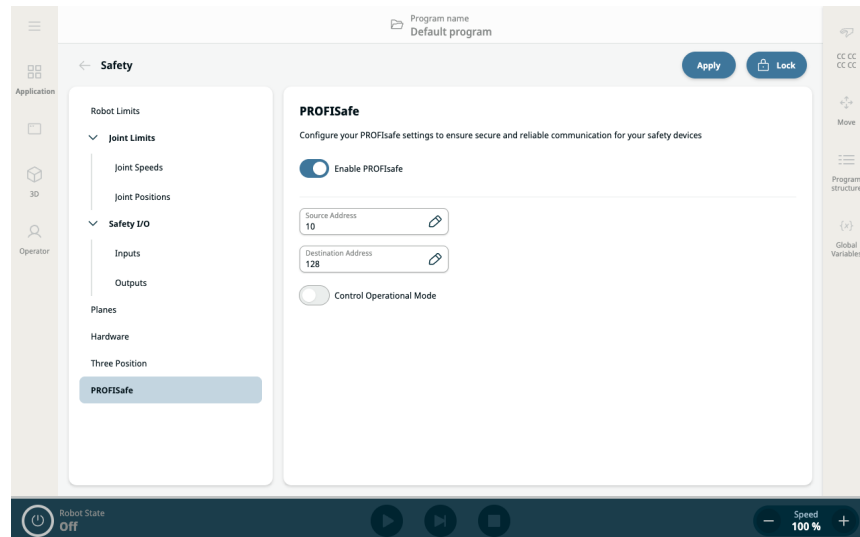 Program name
Default program
Safety
Apply
Lock
Application
3D
Operator
Robot Limits
Joint Limits
Joint Speeds
Joint Positions
Safety I/O
Inputs
Outputs
Planes
Hardware
Three Position
PROFISafe
PROFISafe
Configure your PROFIsafe settings to ensure secure and reliable communication for your safety devices
Enable PROFIsafe
Source Address
10
Destination Address
128
Control Operational Mode
CC CC
CC CC
Move
Program
structure
{x}
Global
Variables
Robot State
Off
Speed
100 %